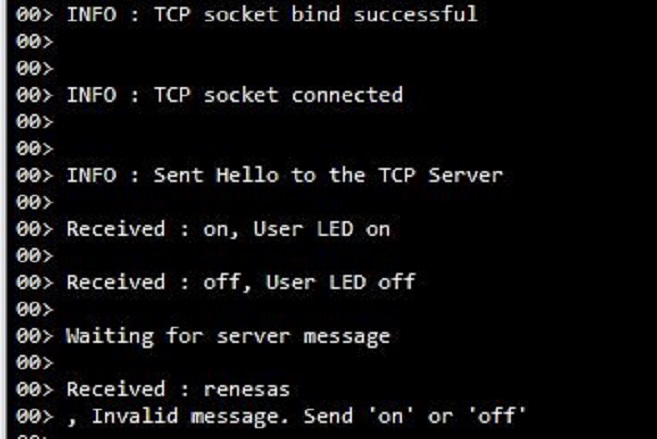 00> INFO : TCP socket bind successful
00>
00>
00> INFO : TCP socket connected
00>
00>
00> INFO : Sent Hello to the TCP Server
00>
00> Received : on, User LED on
00>
00> Received : off, User LED off
00>
00> Waiting for server message
00>
00> Received : renesas
00> , Invalid message. Send 'on' or 'off'